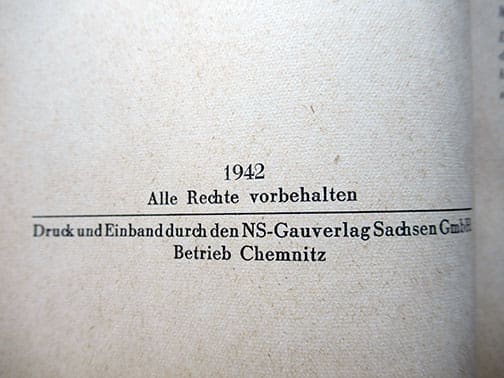 1942
Alle Rechte vorbehalten
Druck und Einband durch den NS-Gauverlag Sachsen GmbH
Betrieb Chemnitz